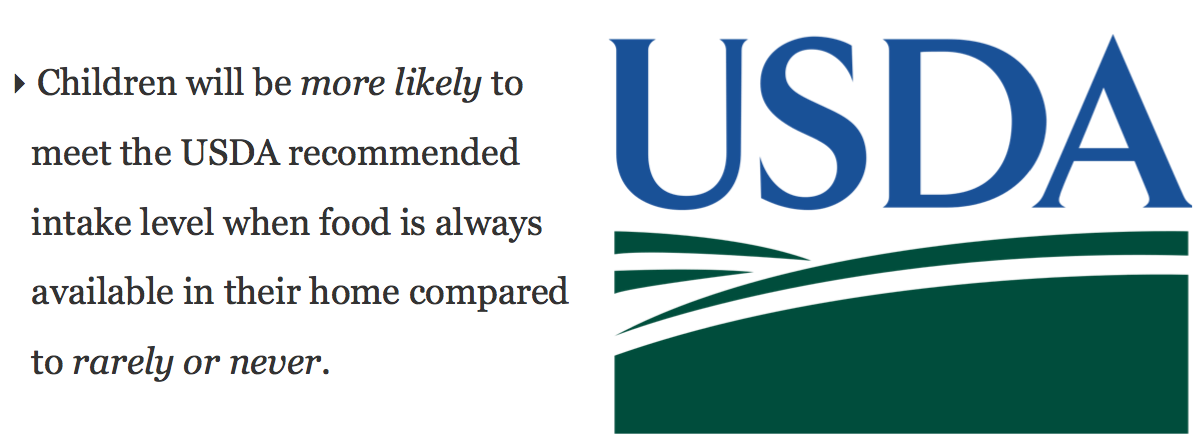 Children will be more likely to
meet the USDA recommended
intake level when food is always
available in their home compared
to rarely or never.
USDA